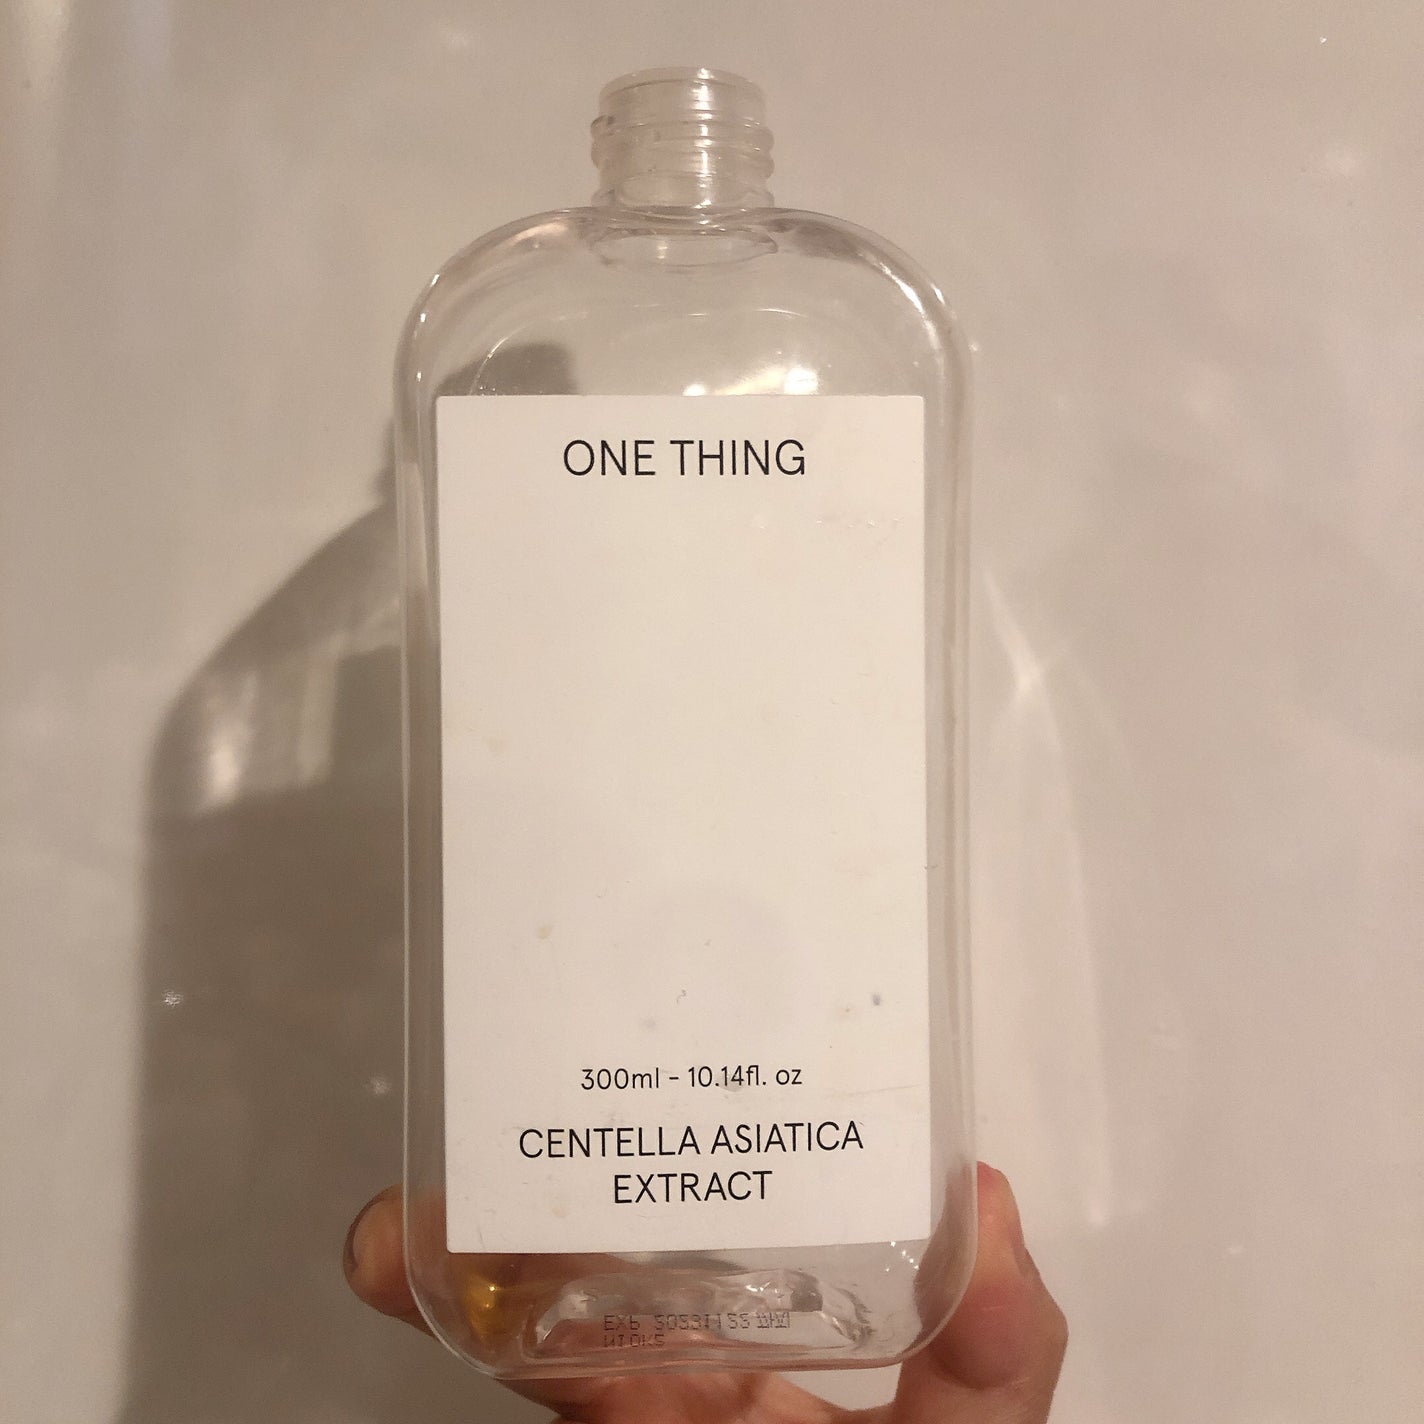 ONE THING
300ml - 10.14fl. oz
CENTELLA ASIATICA
EXTRACT